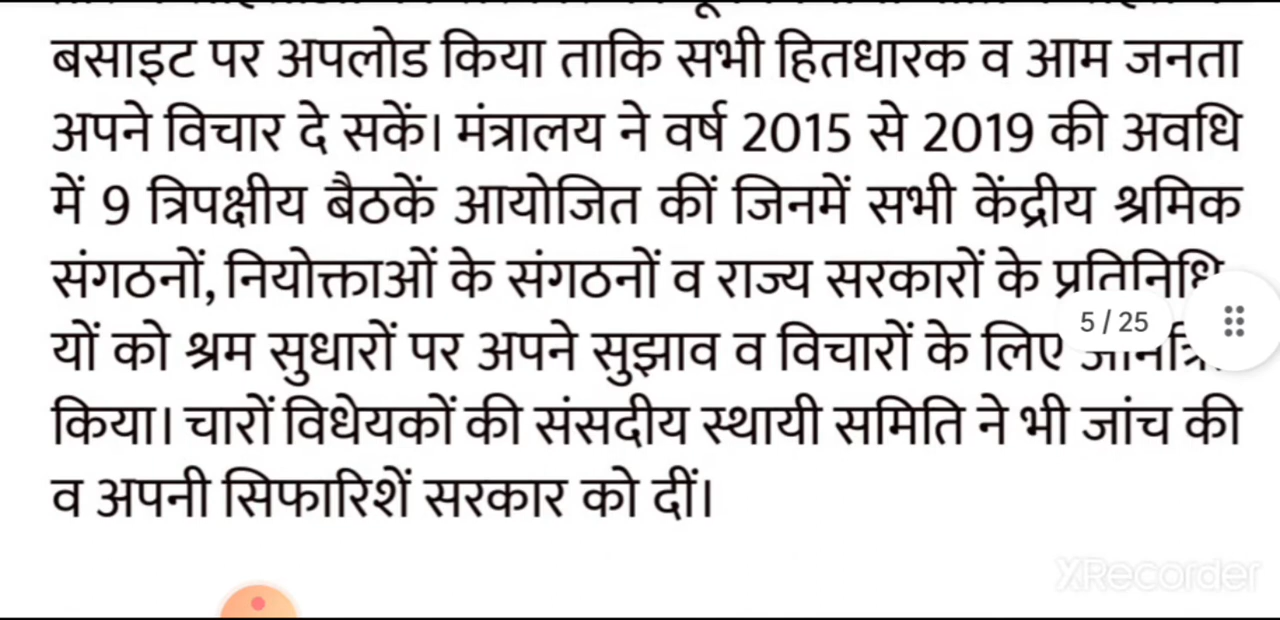 बसाइट पर अपलोड किया ताकि सभी हितधारक व आम जनता
अपने विचार दे सकें। मंत्रालय ने वर्ष 2015 से 2019 की अवधि
में 9 त्रिपक्षीय बैठकें आयोजित कीं जिनमें सभी केंद्रीय श्रमिक
संगठनों, नियोक्ताओं के संगठनों व राज्य सरकारों के प्रतिनिधि
5 / 25
यों को श्रम सुधारों पर अपने सुझाव व विचारों के लिए
किया। चारों विधेयकों की संसदीय स्थायी समिति ने भी जांच की
व अपनी सिफारिशें सरकार को दीं।
XRecorder